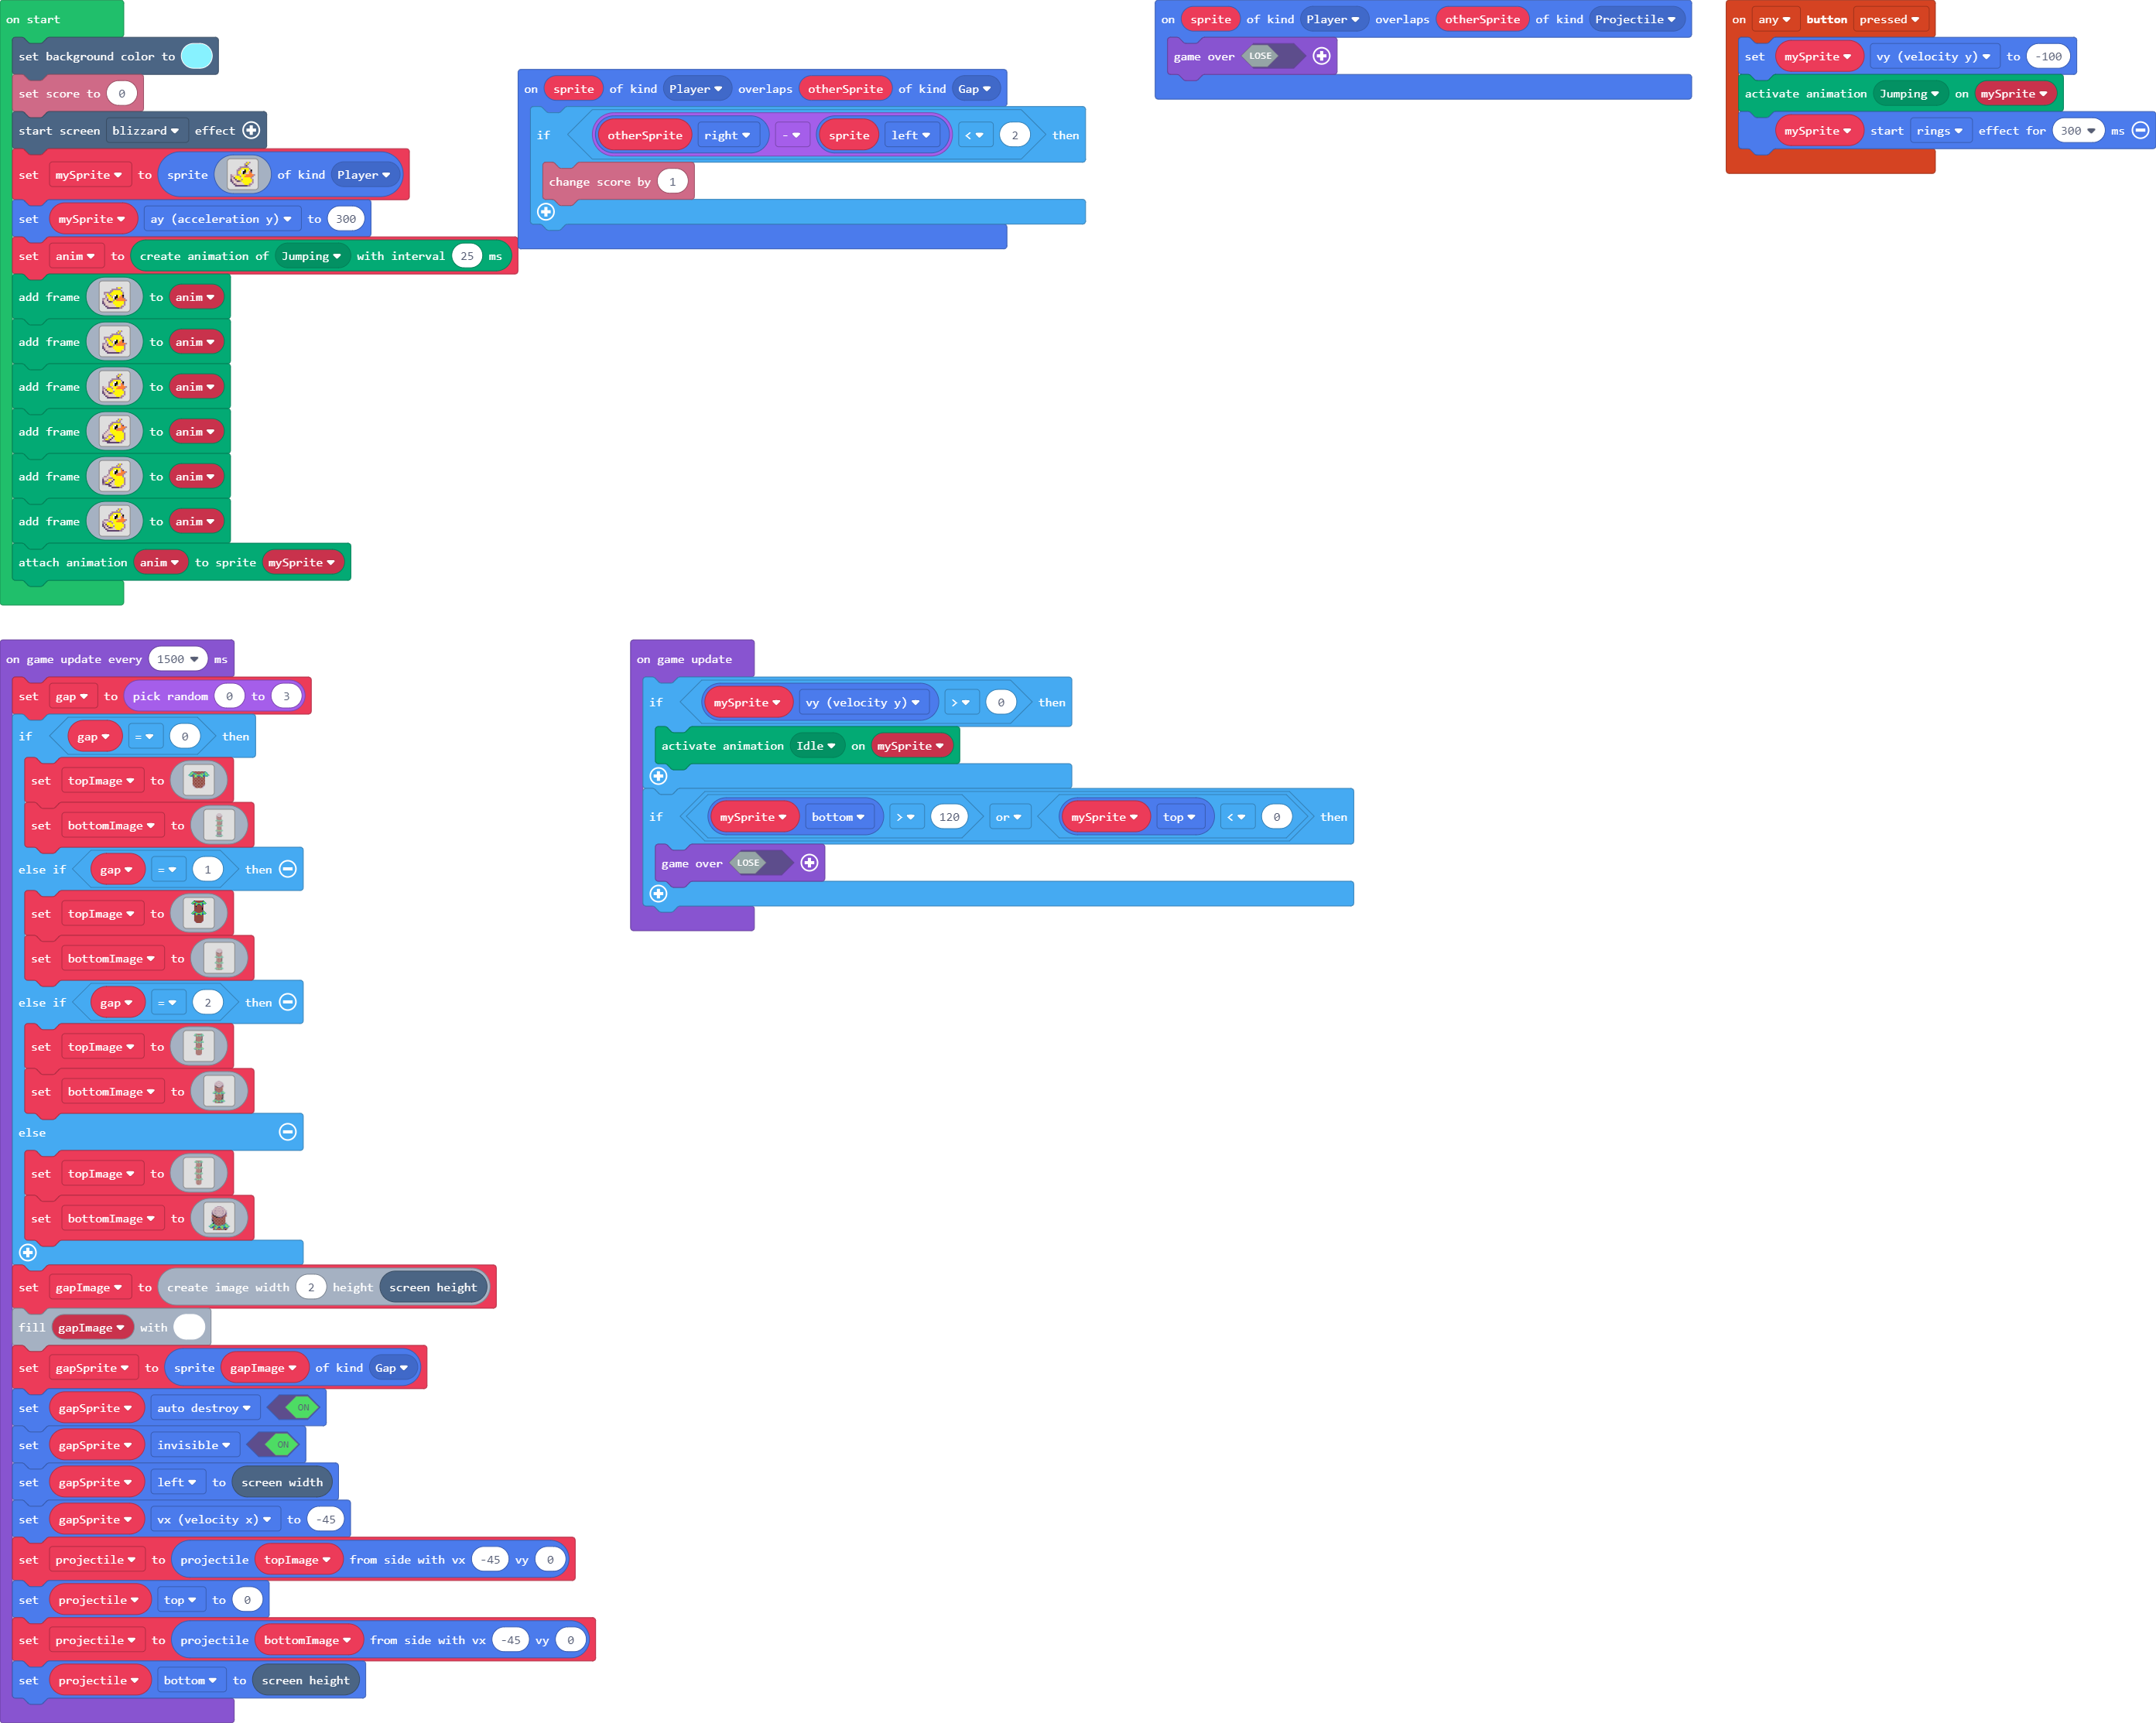 on start
set background color to
set score to 0
start screen blizzard effect
set mySprite to sprite of kind Player
set mySprite ay (acceleration y) to 300
set anim to create animation of Jumping with interval 25 ms
add frame to anim
add frame to anim
add frame to anim
add frame to anim
add frame to anim
add frame to anim
attach animation anim to sprite mySprite
on sprite of kind Player overlaps otherSprite of kind Gap
if otherSprite right - sprite left < 2 then
change score by 1
on sprite of kind Player overlaps otherSprite of kind Projectile
game over LOSE
on any button pressed
set mySprite vy (velocity y) to -100
activate animation Jumping on mySprite
mySprite start rings effect for 300 ms
on game update every 1500 ms
set gap to pick random 0 to 3
if gap = 0 then
set topImage to
set bottomImage to
else if gap = 1 then
set topImage to
set bottomImage to
else if gap = 2 then
set topImage to
set bottomImage to
else
set topImage to
set bottomImage to
set gapImage to create image width 2 height screen height
fill gapImage with
set gapSprite to sprite gapImage of kind Gap
set gapSprite auto destroy ON
set gapSprite invisible ON
set gapSprite left to screen width
set gapSprite vx (velocity x) to -45
set projectile to projectile topImage from side with vx -45 vy 0
set projectile top to 0
set projectile to projectile bottomImage from side with vx -45 vy 0
set projectile bottom to screen height
on game update
if mySprite vy (velocity y) > 0 then
activate animation Idle on mySprite
if mySprite bottom > 120 or mySprite top < 0 then
game over LOSE